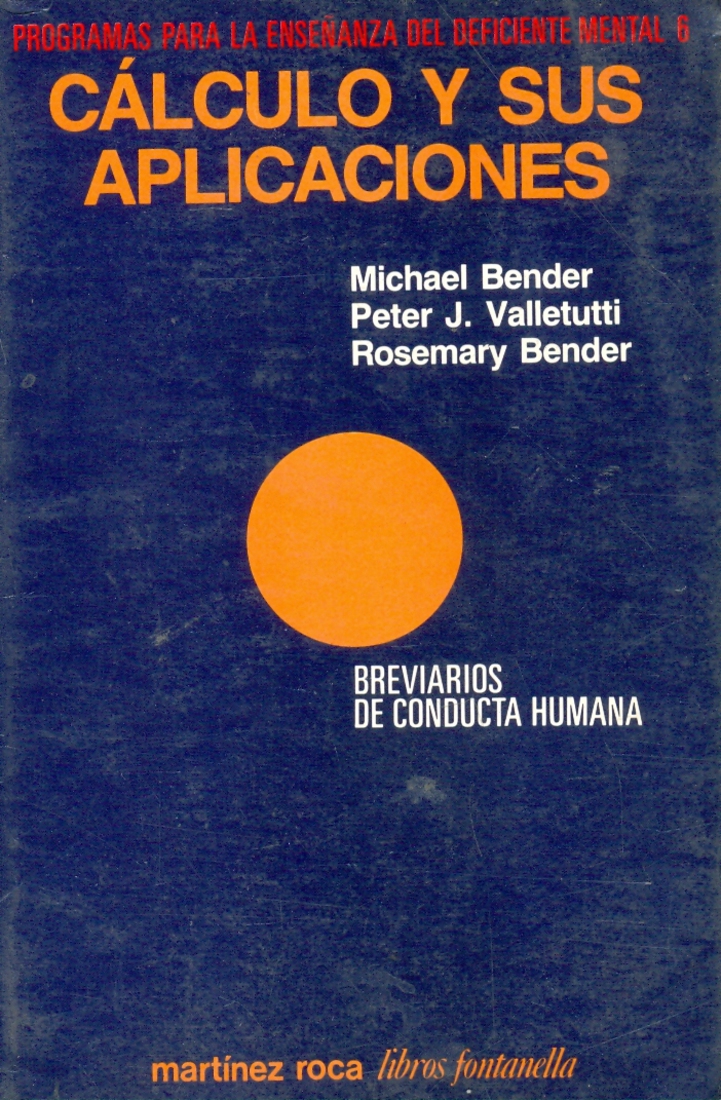 PROGRAMAS PARA LA ENSEÑANZA DEL DEFICIENTE MENTAL 6
CÁLCULO Y SUS
APLICACIONES
Michael Bender
Peter J. Valletutti
Rosemary Bender
BREVIARIOS
DE CONDUCTA HUMANA
martínez roca libros fontanella